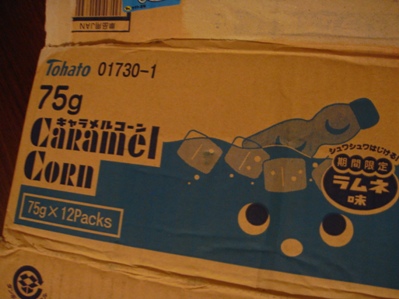 Tohato 01730-1
75g
キャラメルコーン
Caramel
Corn
75g×12Packs
シュワシュワはじける!
期間限定
ラムネ
味